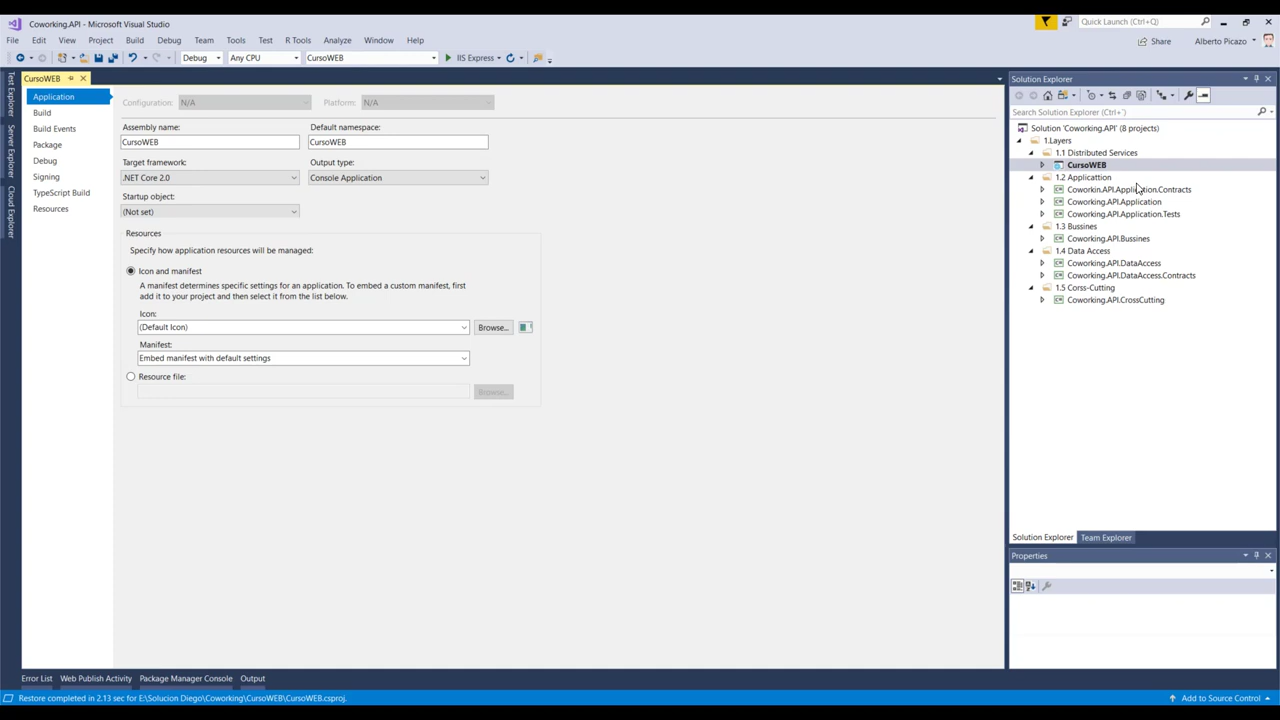 Coworking.API - Microsoft Visual Studio
Quick Launch (Ctrl+Q)
File Edit View Project Build Debug Team Test R Tools Analyze Window Help
Share Alberto Picazo
Debug Any CPU CursoWEB IIS Express
Test Explorer
Server Explorer
Cloud Explorer
CursoWEB
Application
Build
Build Events
Package
Debug
Signing
TypeScript Build
Resources
Configuration: N/A Platform: N/A
Assembly name: Default namespace:
CursoWEB CursoWEB
Target framework: Output type:
.NET Core 2.0 Console Application
Startup object:
(Not set)
Resources
Specify how application resources will be managed:
Icon and manifest
A manifest determines specific settings for an application. To embed a custom manifest, first
add it to your project and then select it from the list below.
Icon:
(Default Icon) Browse...
Manifest:
Embed manifest with default settings
Resource file:
Browse...
Solution Explorer
Search Solution Explorer (Ctrl+´)
Solution 'Coworking.API' (8 projects)
1.Layers
1.1 Distributed Services
CursoWEB
1.2 Applicattion
Coworkin.API.Application.Contracts
Coworking.API.Application
Coworking.API.Application.Tests
1.3 Bussines
Coworking.API.Bussines
1.4 Data Access
Coworking.API.DataAccess
Coworking.API.DataAccess.Contracts
1.5 Corss-Cutting
Coworking.API.CrossCutting
Solution Explorer Team Explorer
Properties
Error List Web Publish Activity Package Manager Console Output
Restore completed in 2.13 sec for E:\Solucion Diego\Coworking\CursoWEB\CursoWEB.csproj.
Add to Source Control